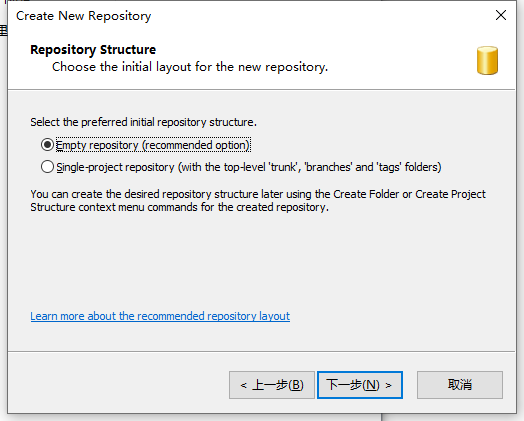 Create New Repository
Repository Structure
Choose the initial layout for the new repository.
Select the preferred initial repository structure.
Empty repository (recommended option)
Single-project repository (with the top-level 'trunk', 'branches' and 'tags' folders)
You can create the desired repository structure later using the Create Folder or Create Project
Structure context menu commands for the created repository.
Learn more about the recommended repository layout
< 上一步(B) 下一步(N) > 取消